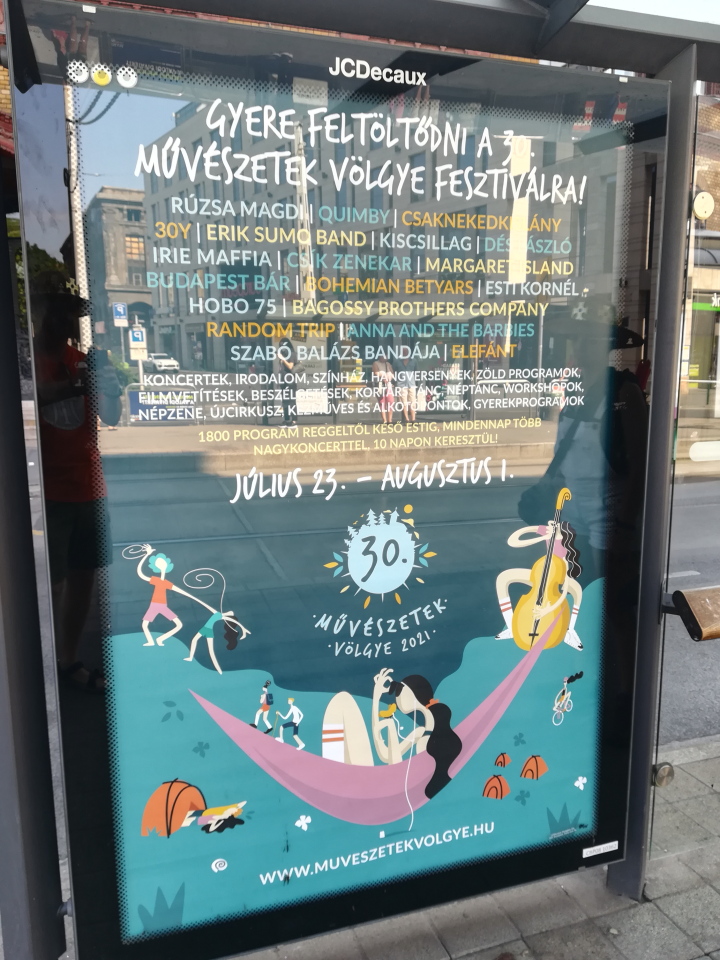 JCDecaux
GYERE FELTÖLTŐDNI A 30.
MŰVÉSZETEK VÖLGYE FESZTIVÁLRA!
RÚZSA MAGDI | QUIMBY | CSAKNEKEDKISLÁNY
30Y | ERIK SUMO BAND | KISCSILLAG | DÉS LÁSZLÓ
IRIE MAFFIA | CSÍK ZENEKAR | MARGARET ISLAND
BUDAPEST BÁR | BOHEMIAN BETYARS | ESTI KORNÉL
HOBO 75 | BAGOSSY BROTHERS COMPANY
RANDOM TRIP | ANNA AND THE BARBIES
SZABÓ BALÁZS BANDÁJA | ELEFÁNT
KONCERTEK, IRODALOM, SZÍNHÁZ, HANGVERSENYEK, ZÖLD PROGRAMOK,
FILMVETÍTÉSEK, BESZÉLGETÉSEK, KORTÁRS TÁNC, NÉPTÁNC, WORKSHOPOK,
NÉPZENE, ÚJCIRKUSZ, KÉZMŰVES ÉS ALKOTÓPONTOK, GYEREKPROGRAMOK
1800 PROGRAM REGGELTŐL KÉSŐ ESTIG, MINDENNAP TÖBB
NAGYKONCERTTEL, 10 NAPON KERESZTÜL!
JÚLIUS 23. – AUGUSZTUS 1.
30.
·MŰVÉSZETEK·
·VÖLGYE 2021·
WWW.MUVESZETEKVOLGYE.HU